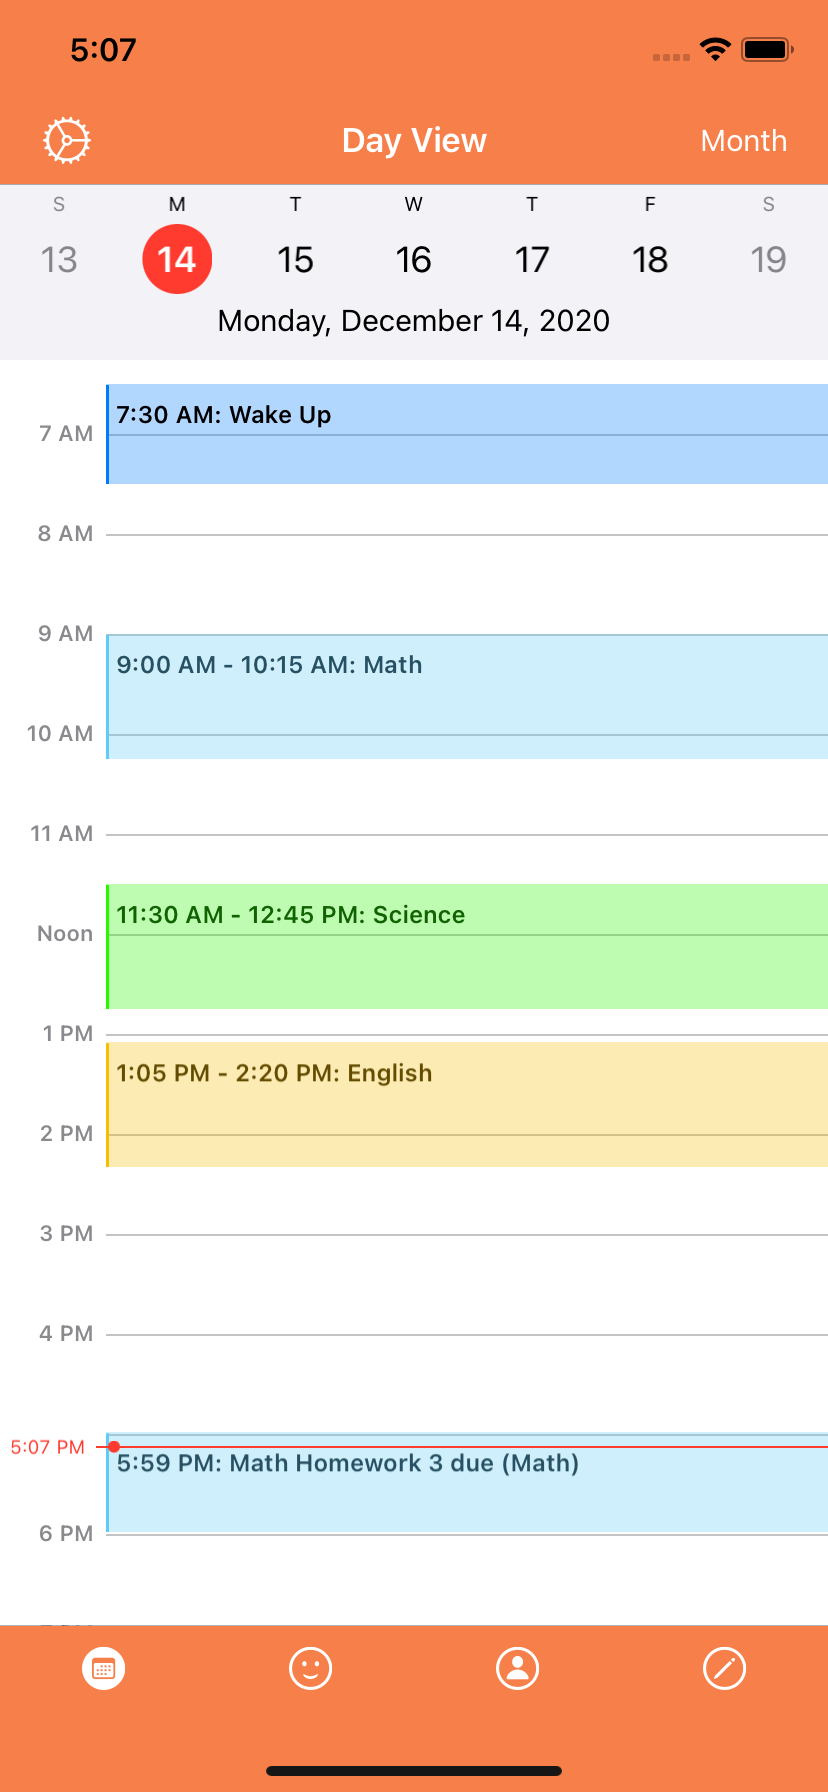 5:07
Day View
Month
S M T W T F S
13 14 15 16 17 18 19
Monday, December 14, 2020
7:30 AM: Wake Up
7 AM
8 AM
9 AM
9:00 AM - 10:15 AM: Math
10 AM
11 AM
11:30 AM - 12:45 PM: Science
Noon
1 PM
1:05 PM - 2:20 PM: English
2 PM
3 PM
4 PM
5:07 PM
5:59 PM: Math Homework 3 due (Math)
6 PM